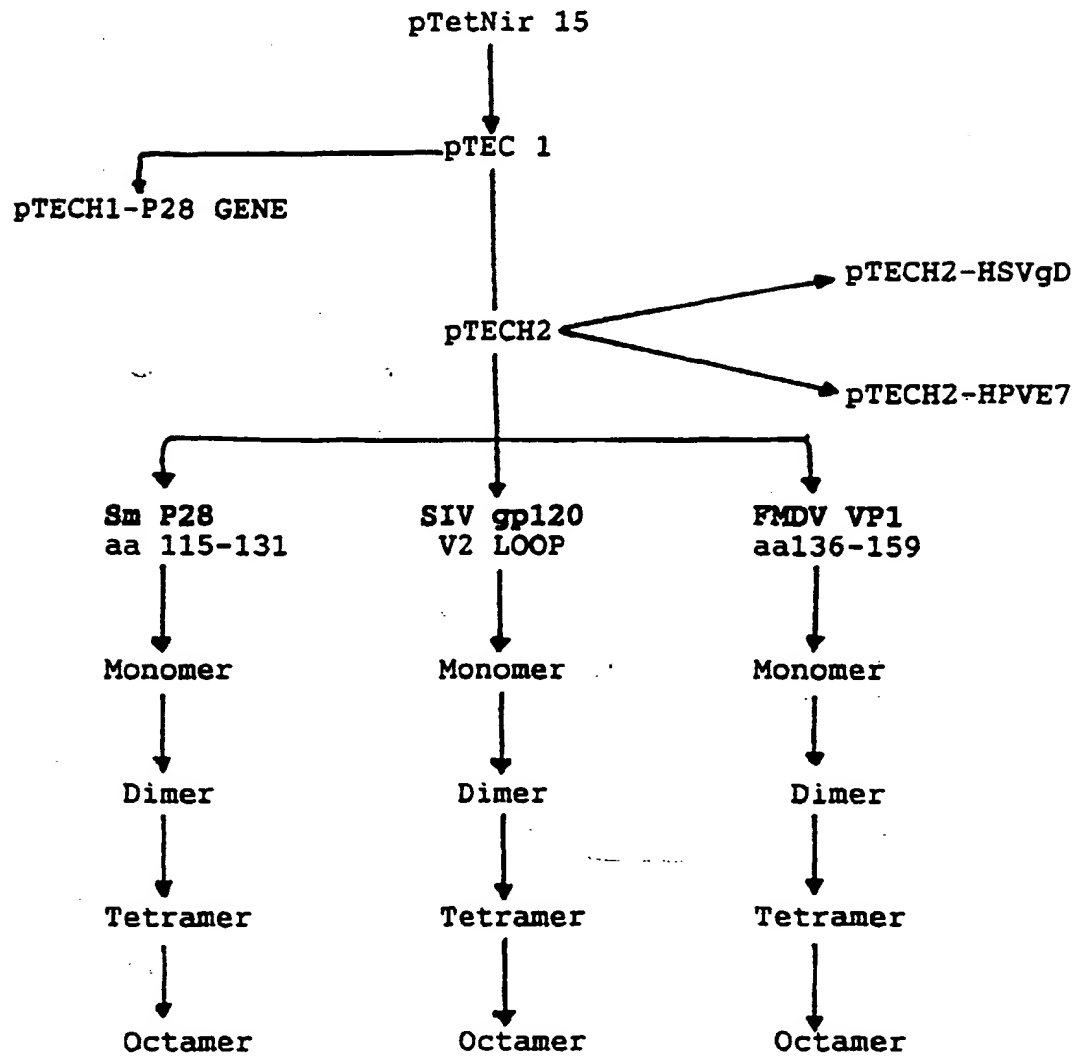 pTetNir 15
pTEC 1
pTECH1-P28 GENE
pTECH2-HSVgD
pTECH2
pTECH2-HPVE7
Sm P28
aa 115-131
SIV gp120
V2 LOOP
FMDV VP1
aa136-159
Monomer
Monomer
Monomer
Dimer
Dimer
Dimer
Tetramer
Tetramer
Tetramer
Octamer
Octamer
Octamer